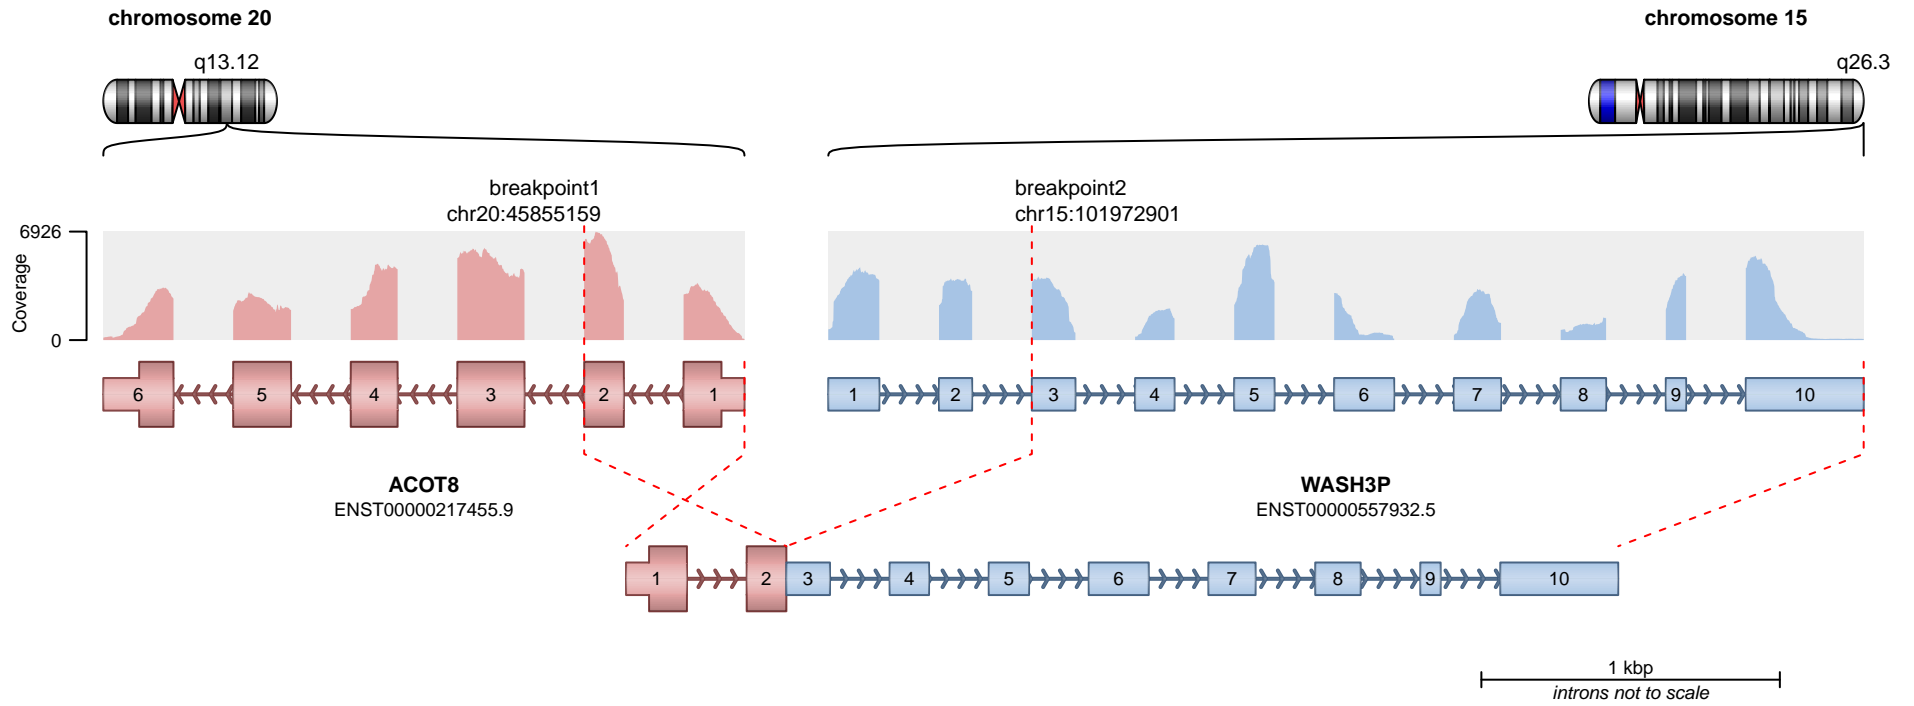 chromosome 20
chromosome 15
q13.12
q26.3
breakpoint1
chr20:45855159
breakpoint2
chr15:101972901
6926
Coverage
0
6 5 4 3 2 1
1 2 3 4 5 6 7 8 9 10
ACOT8
ENST00000217455.9
WASH3P
ENST00000557932.5
1 2 3 4 5 6 7 8 9 10
1 kbp
introns not to scale